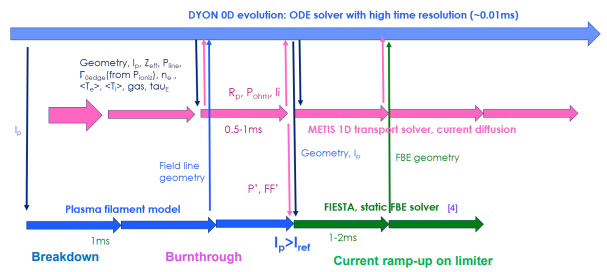 DYON 0D evolution: ODE solver with high time resolution (~0.01ms)
Geometry, Ip, Zeff, Pline,
Γ0edge(from Pioniz), ne ,
<Te>, <Ti>, gas, tauE
Rp, Pohm, li
Ip
0.5-1ms
METIS 1D transport solver, current diffusion
Field line
geometry
Geometry, Ip
FBE geometry
P', FF'
Plasma filament model
FIESTA, static FBE solver [4]
1ms
Ip>Iref
1-2ms
Breakdown
Burnthrough
Current ramp-up on limiter